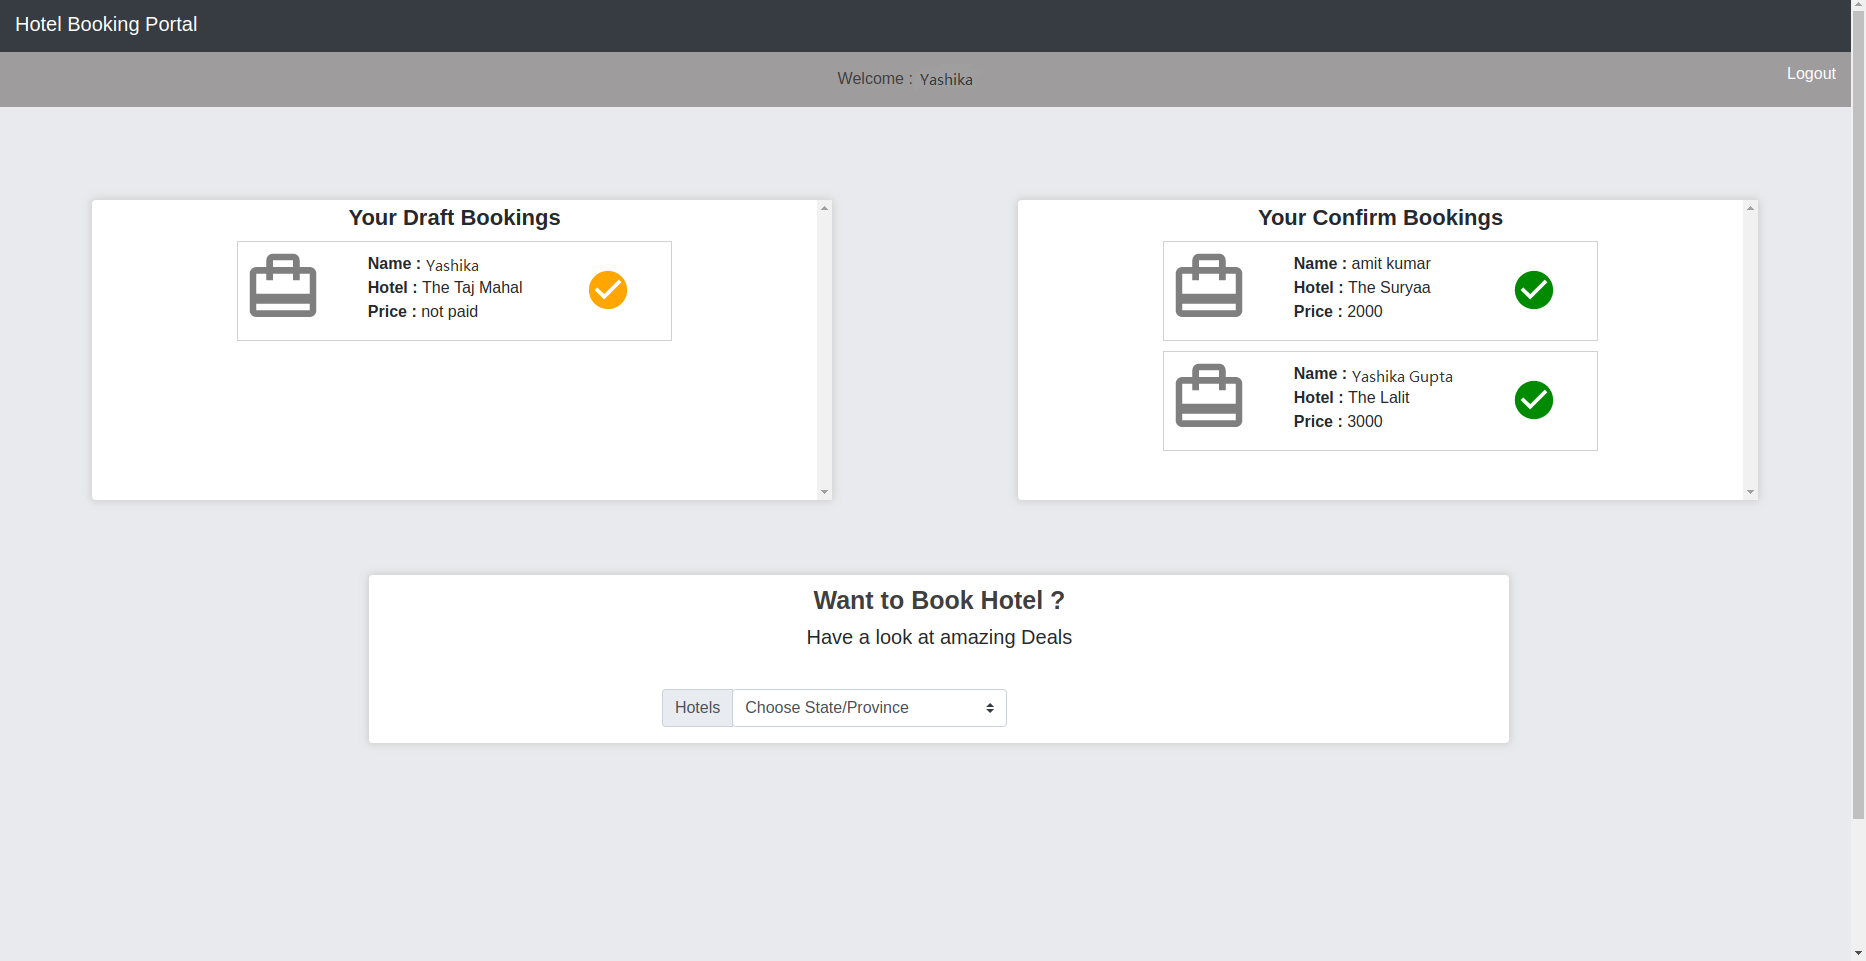 Hotel Booking Portal
Welcome : Yashika
Logout
Your Draft Bookings
Name : Yashika
Hotel : The Taj Mahal
Price : not paid
Your Confirm Bookings
Name : amit kumar
Hotel : The Suryaa
Price : 2000
Name : Yashika Gupta
Hotel : The Lalit
Price : 3000
Want to Book Hotel ?
Have a look at amazing Deals
Hotels Choose State/Province